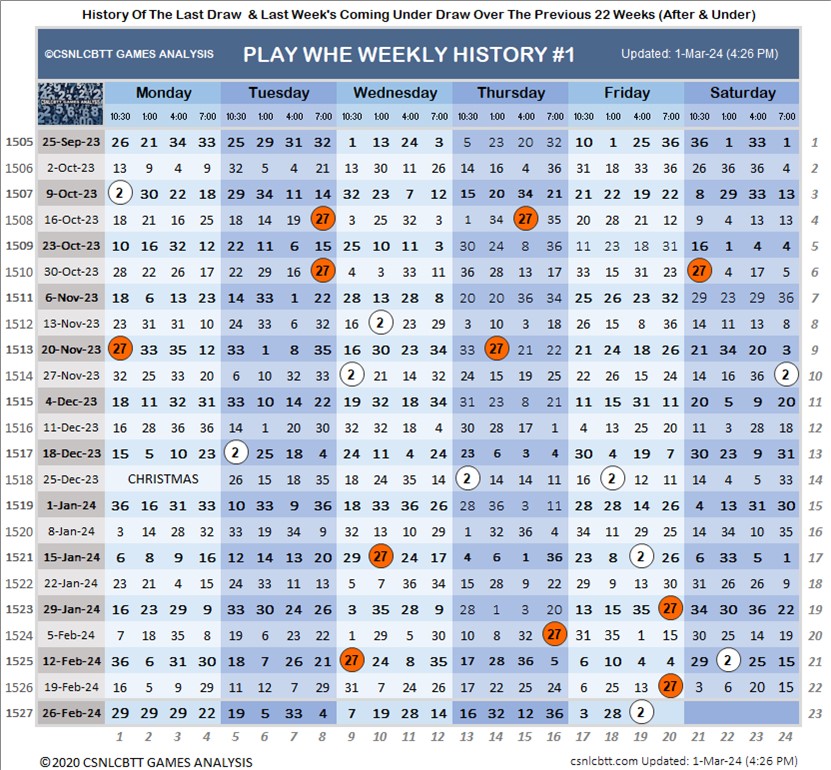 History Of The Last Draw & Last Week's Coming Under Draw Over The Previous 22 Weeks (After & Under)
©CSNLCBTT GAMES ANALYSIS PLAY WHE WEEKLY HISTORY #1 Updated: 1-Mar-24 (4:26 PM)
CSNLCBTT GAMES ANALYSIS
Monday Tuesday Wednesday Thursday Friday Saturday
10:30 1:00 4:00 7:00 10:30 1:00 4:00 7:00 10:30 1:00 4:00 7:00 10:30 1:00 4:00 7:00 10:30 1:00 4:00 7:00 10:30 1:00 4:00 7:00
1505 25-Sep-23 26 21 34 33 25 29 31 32 1 13 24 3 5 23 20 32 10 1 25 36 36 1 33 1 1
1506 2-Oct-23 13 9 4 9 32 5 4 21 13 30 11 26 14 16 4 36 31 18 33 36 26 36 36 4 2
1507 9-Oct-23 2 30 22 18 29 34 11 14 32 23 7 12 15 20 34 21 21 22 19 22 8 29 33 13 3
1508 16-Oct-23 18 21 16 25 18 14 19 27 3 25 32 3 1 34 27 35 20 28 21 12 9 4 13 13 4
1509 23-Oct-23 10 16 32 12 22 11 6 15 25 10 11 3 30 24 8 36 11 23 18 31 16 1 4 4 5
1510 30-Oct-23 28 22 26 17 22 29 16 27 4 3 33 11 36 28 13 17 33 15 31 23 27 4 17 5 6
1511 6-Nov-23 18 6 13 23 14 33 1 22 28 13 28 8 20 20 36 34 25 26 23 32 29 23 29 36 7
1512 13-Nov-23 23 31 10 10 24 33 6 32 16 2 23 29 3 10 3 18 26 15 8 36 14 11 13 8 8
1513 20-Nov-23 27 33 35 12 33 1 8 35 16 30 23 34 33 27 21 22 21 24 18 26 21 34 20 3 9
1514 27-Nov-23 32 25 33 20 6 10 32 33 2 21 14 32 24 15 19 25 22 26 15 24 14 16 36 2 10
1515 4-Dec-23 18 11 32 31 33 10 14 22 19 32 18 34 31 23 8 21 11 15 31 11 20 5 9 20 11
1516 11-Dec-23 16 28 36 36 14 1 20 30 32 32 18 4 30 28 17 1 4 13 25 20 11 3 28 18 12
1517 18-Dec-23 15 5 10 23 2 25 18 4 24 11 4 24 23 6 3 4 30 4 19 7 30 23 9 31 13
1518 25-Dec-23 CHRISTMAS 26 15 18 35 18 24 35 14 2 14 14 11 16 2 12 11 14 4 5 33 14
1519 1-Jan-24 36 16 31 33 10 33 9 36 18 33 36 26 28 36 3 11 28 28 14 26 4 13 31 30 15
1520 8-Jan-24 3 14 28 32 33 19 34 9 32 13 10 29 1 32 36 4 34 11 29 25 14 34 10 35 16
1521 15-Jan-24 6 8 9 16 12 14 13 20 29 27 24 17 4 6 1 36 23 8 2 26 6 33 5 1 17
1522 22-Jan-24 23 21 4 15 24 33 11 13 5 7 36 34 15 28 9 22 29 9 13 30 31 26 26 9 18
1523 29-Jan-24 16 23 29 9 33 30 24 26 3 35 28 9 28 1 3 20 13 15 35 27 34 30 36 22 19
1524 5-Feb-24 7 18 35 8 19 6 23 22 1 29 5 30 10 8 32 27 31 35 1 15 30 25 14 19 20
1525 12-Feb-24 36 6 31 30 18 7 26 21 27 24 8 35 17 28 36 5 6 10 4 4 29 2 25 15 21
1526 19-Feb-24 16 5 9 29 11 12 7 29 31 7 24 26 17 22 25 24 6 25 13 27 3 6 20 15 22
1527 26-Feb-24 29 29 29 22 19 5 33 4 7 19 28 14 16 32 12 36 3 28 2 23
1 2 3 4 5 6 7 8 9 10 11 12 13 14 15 16 17 18 19 20 21 22 23 24
©2020 CSNLCBTT GAMES ANALYSIS csnlcbtt.com Updated: 1-Mar-24 (4:26 PM)